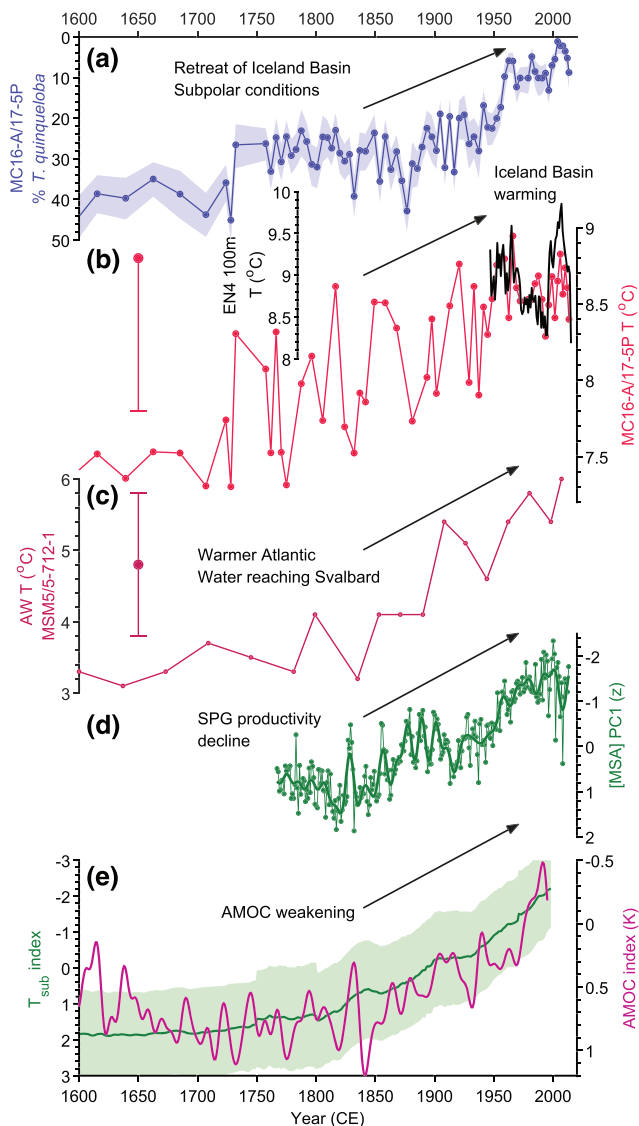 1600 1650 1700 1750 1800 1850 1900 1950 2000
0
10
20
30
40
50
MC16-A/17-5P
% T. quinqueloba
(a)
Retreat of Iceland Basin
Subpolar conditions
Iceland Basin
warming
(b)
EN4 100m
T (°C)
10
9.5
9
8.5
8
9
8.5
8
7.5
MC16-A/17-5P T (°C)
(c)
6
5
4
3
AW T (°C)
MSM5/5-712-1
Warmer Atlantic
Water reaching Svalbard
(d)
SPG productivity
decline
-2
-1
0
1
2
[MSA] PC1 (z)
(e)
-3
-2
-1
0
1
2
3
Tsub index
AMOC weakening
-0.5
0
0.5
1
AMOC index (K)
1600 1650 1700 1750 1800 1850 1900 1950 2000
Year (CE)